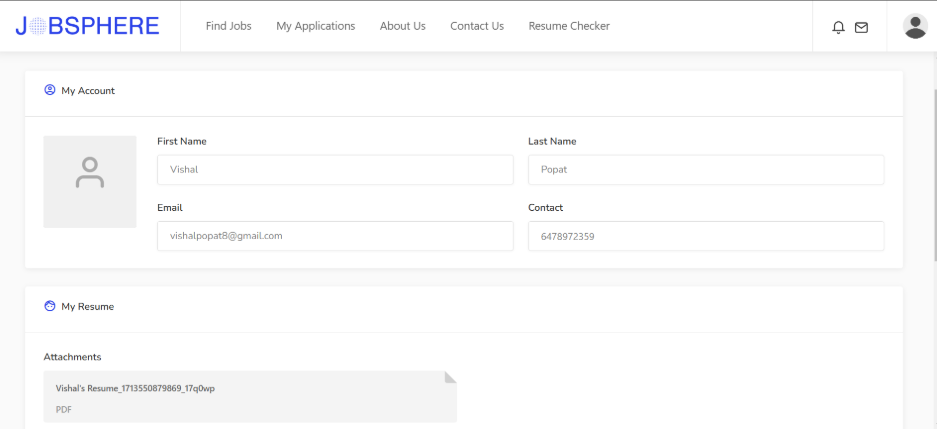 JOBSPHERE
Find Jobs My Applications About Us Contact Us Resume Checker
My Account
First Name Last Name
Vishal Popat
Email Contact
vishalpopat8@gmail.com 6478972359
My Resume
Attachments
Vishal's Resume_1713550879869_17q0wp
PDF